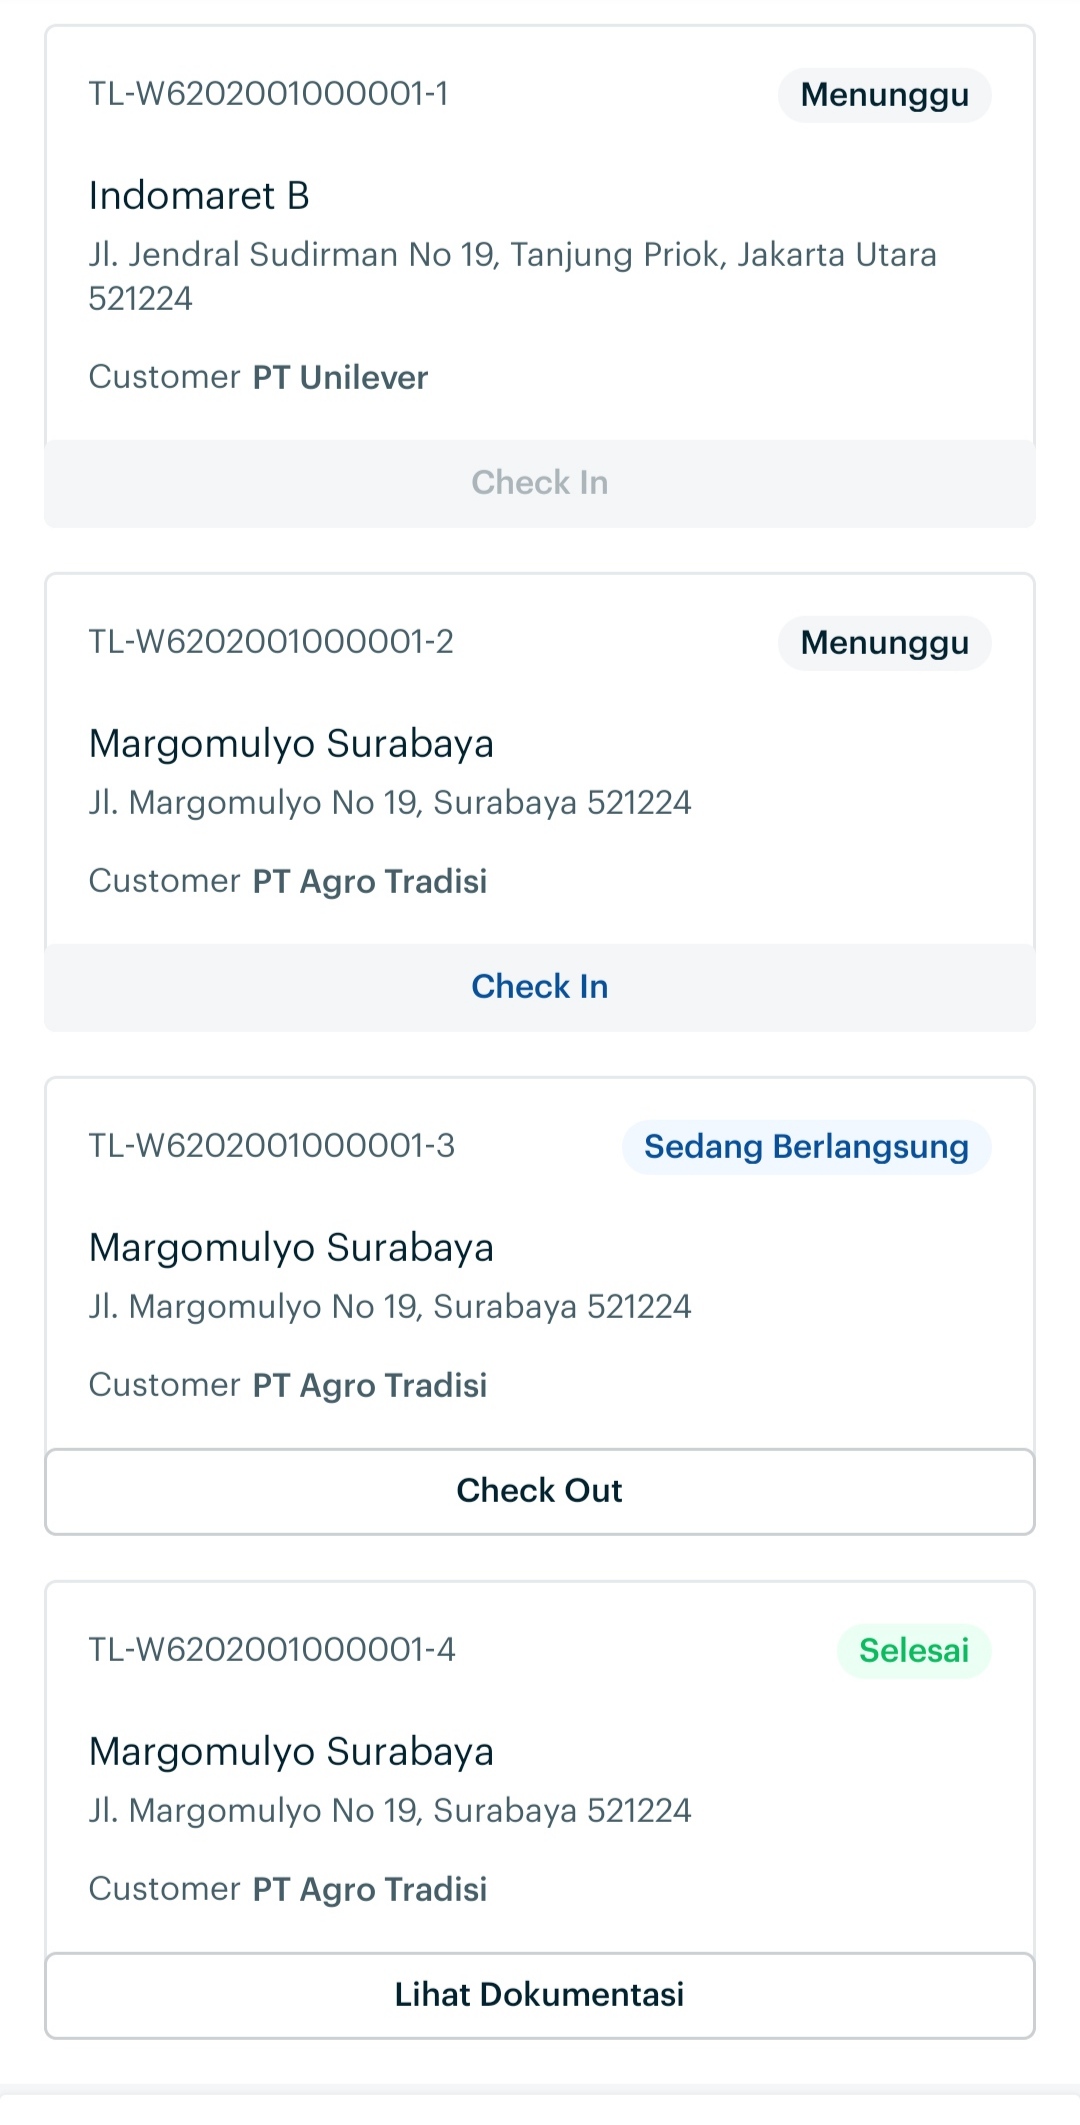 TL-W6202001000001-1
Menunggu
Indomaret B
Jl. Jendral Sudirman No 19, Tanjung Priok, Jakarta Utara
521224
Customer PT Unilever
Check In
TL-W6202001000001-2
Menunggu
Margomulyo Surabaya
Jl. Margomulyo No 19, Surabaya 521224
Customer PT Agro Tradisi
Check In
TL-W6202001000001-3
Sedang Berlangsung
Margomulyo Surabaya
Jl. Margomulyo No 19, Surabaya 521224
Customer PT Agro Tradisi
Check Out
TL-W6202001000001-4
Selesai
Margomulyo Surabaya
Jl. Margomulyo No 19, Surabaya 521224
Customer PT Agro Tradisi
Lihat Dokumentasi